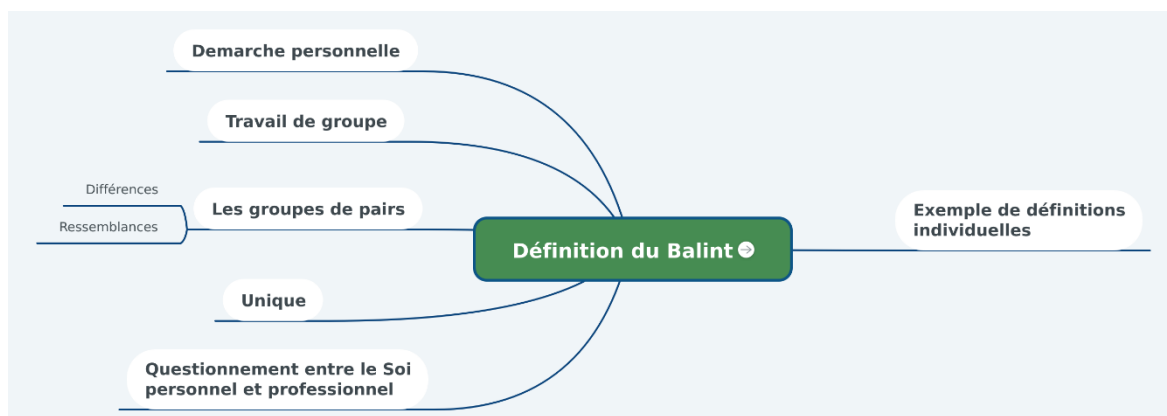 Demarche personnelle
Travail de groupe
Différences
Ressemblances
Les groupes de pairs
Unique
Questionnement entre le Soi
personnel et professionnel
Définition du Balint
Exemple de définitions
individuelles